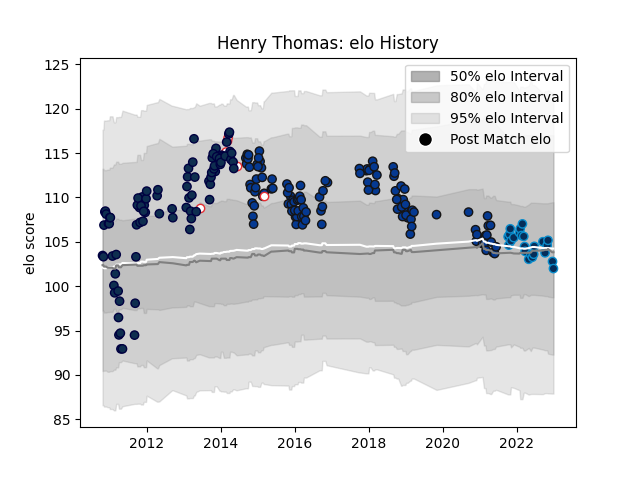 Henry Thomas: elo History
50% elo Interval
80% elo Interval
95% elo Interval
Post Match elo
elo score
125
120
115
110
105
100
95
90
85
2012
2014
2016
2018
2020
2022